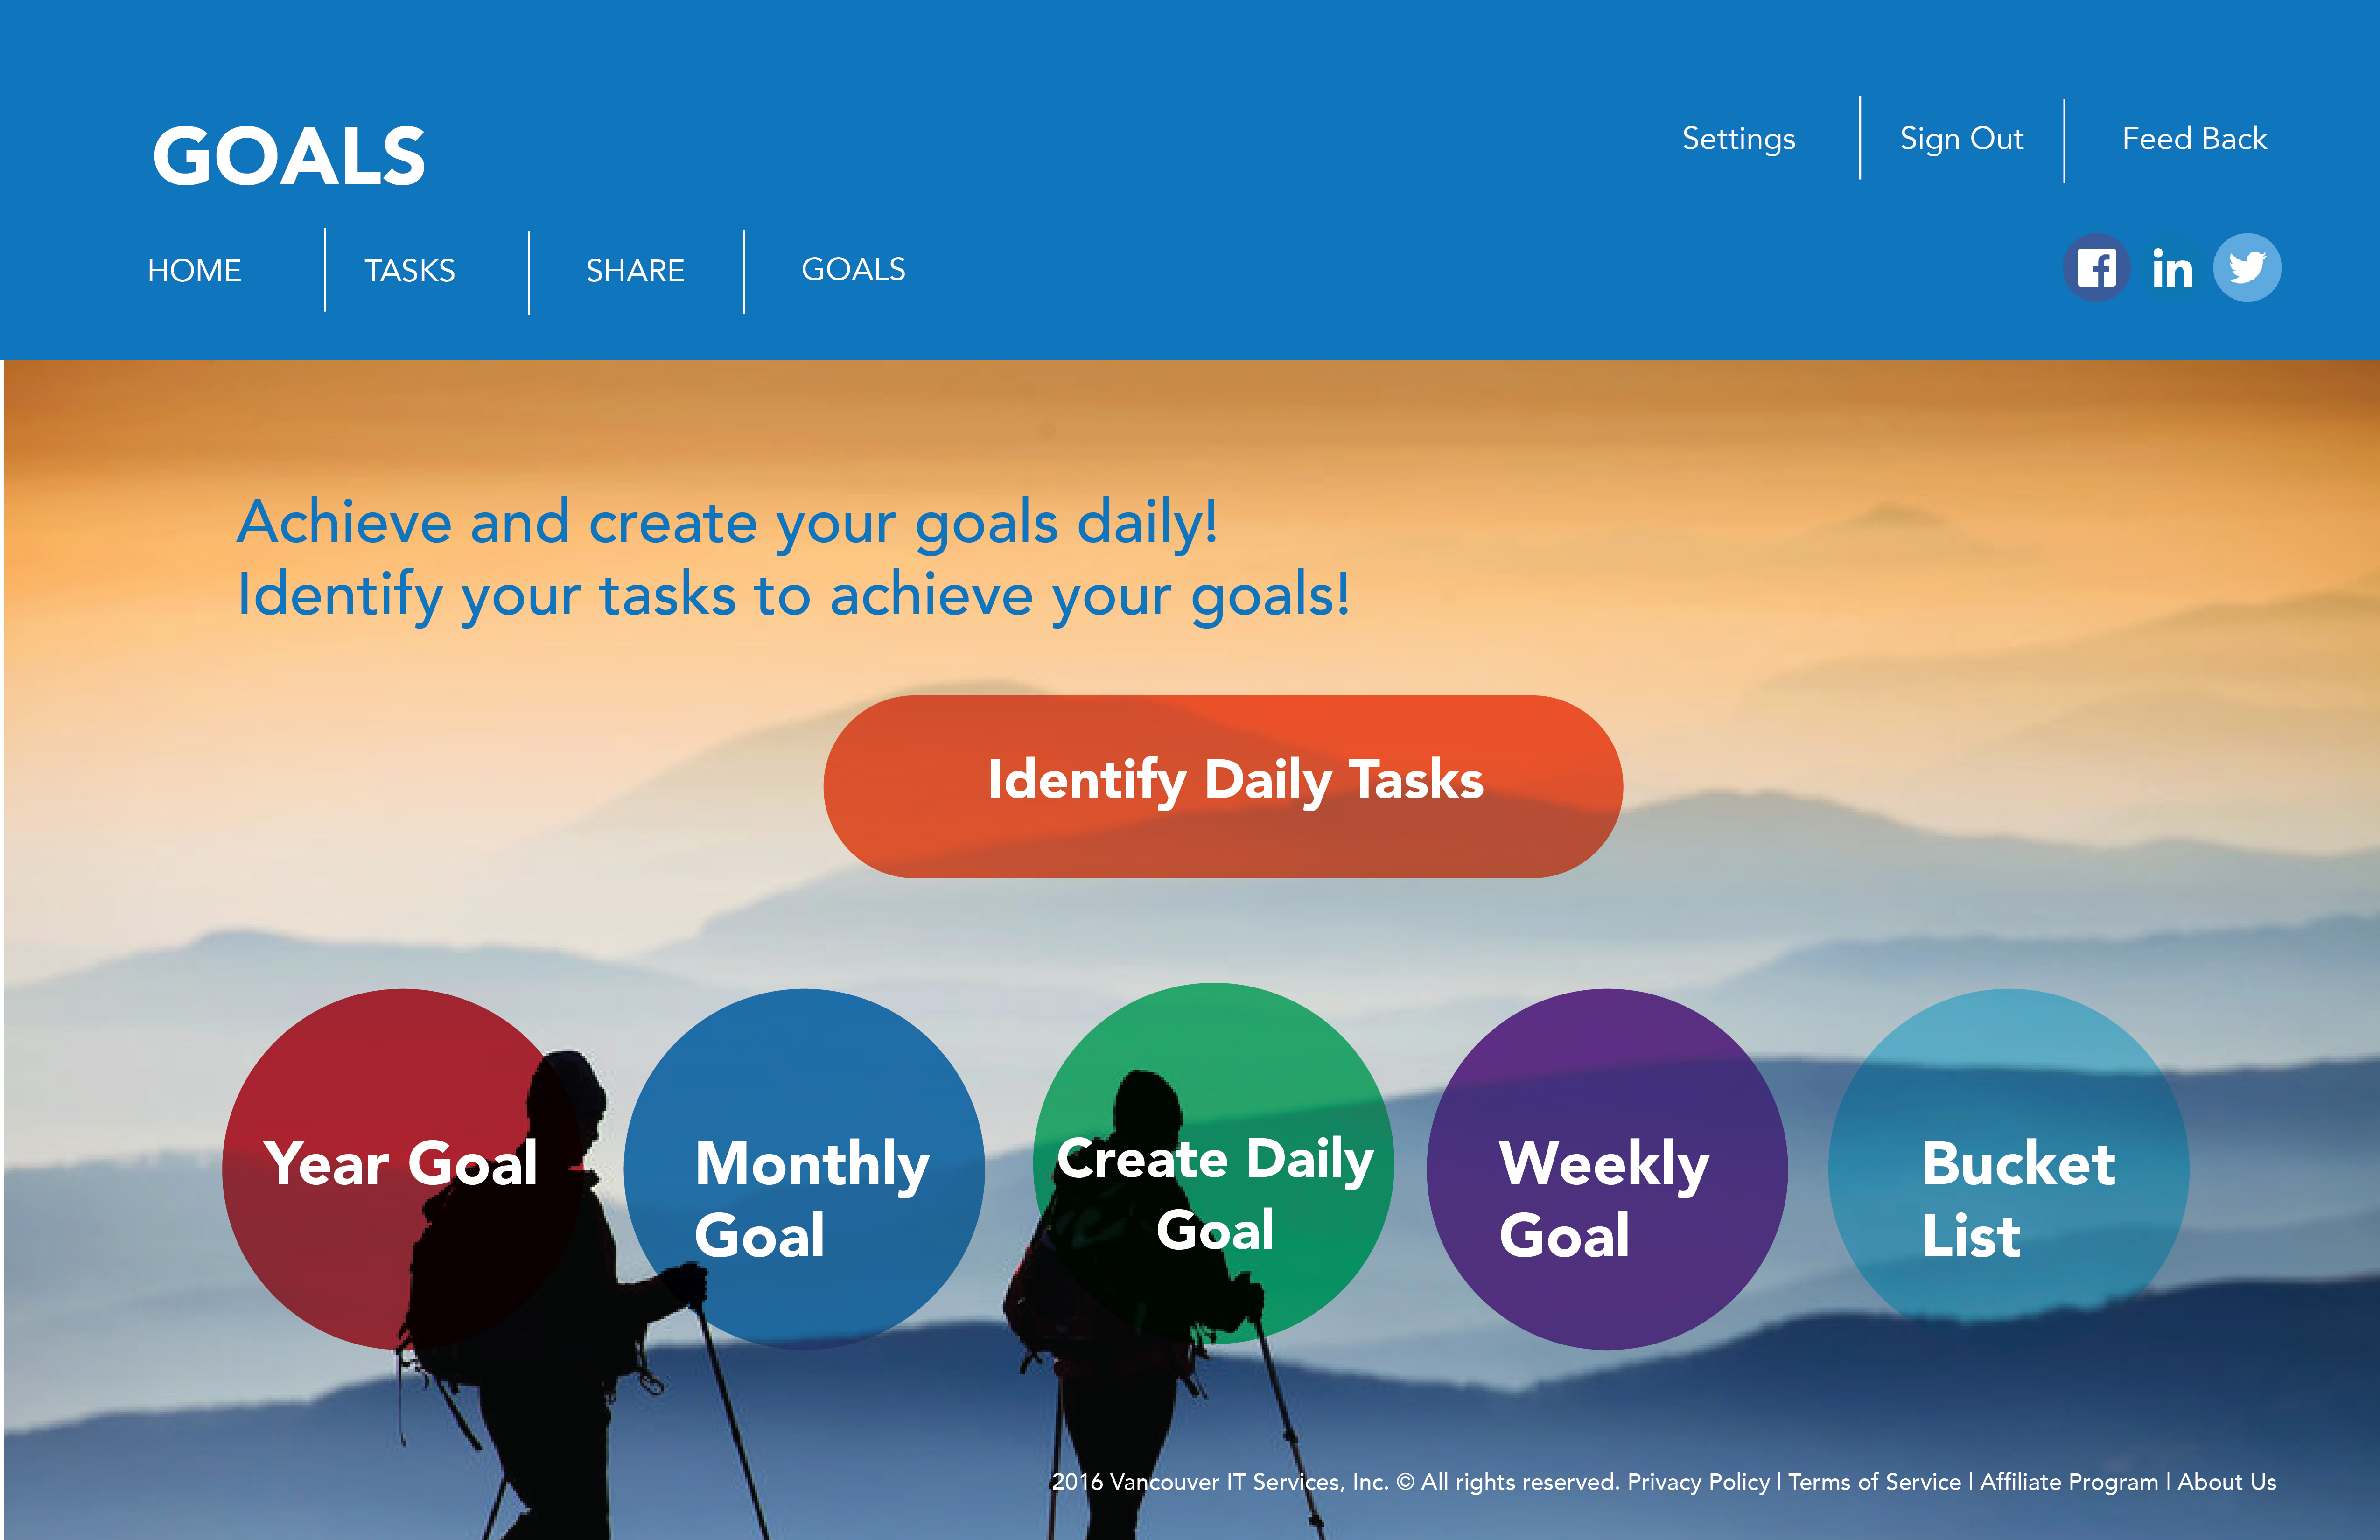 GOALS
Settings
Sign Out
Feed Back
HOME
TASKS
SHARE
GOALS
in
Achieve and create your goals daily!
Identify your tasks to achieve your goals!
Identify Daily Tasks
Year Goal
Monthly
Goal
Create Daily
Goal
Weekly
Goal
Bucket
List
2016 Vancouver IT Services, Inc. © All rights reserved. Privacy Policy | Terms of Service | Affiliate Program | About Us